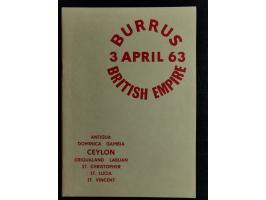 BURRUS
3 APRIL 63
BRITISH EMPIRE
ANTIGUA
DOMINICA GAMBIA
CEYLON
GRIQUALAND LABUAN
ST. CHRISTOPHER
ST. LUCIA
ST. VINCENT